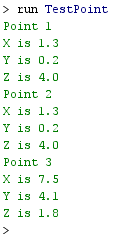 > run TestPoint
Point 1
X is 1.3
Y is 0.2
Z is 4.0
Point 2
X is 1.3
Y is 0.2
Z is 4.0
Point 3
X is 7.5
Y is 4.1
Z is 1.8
>